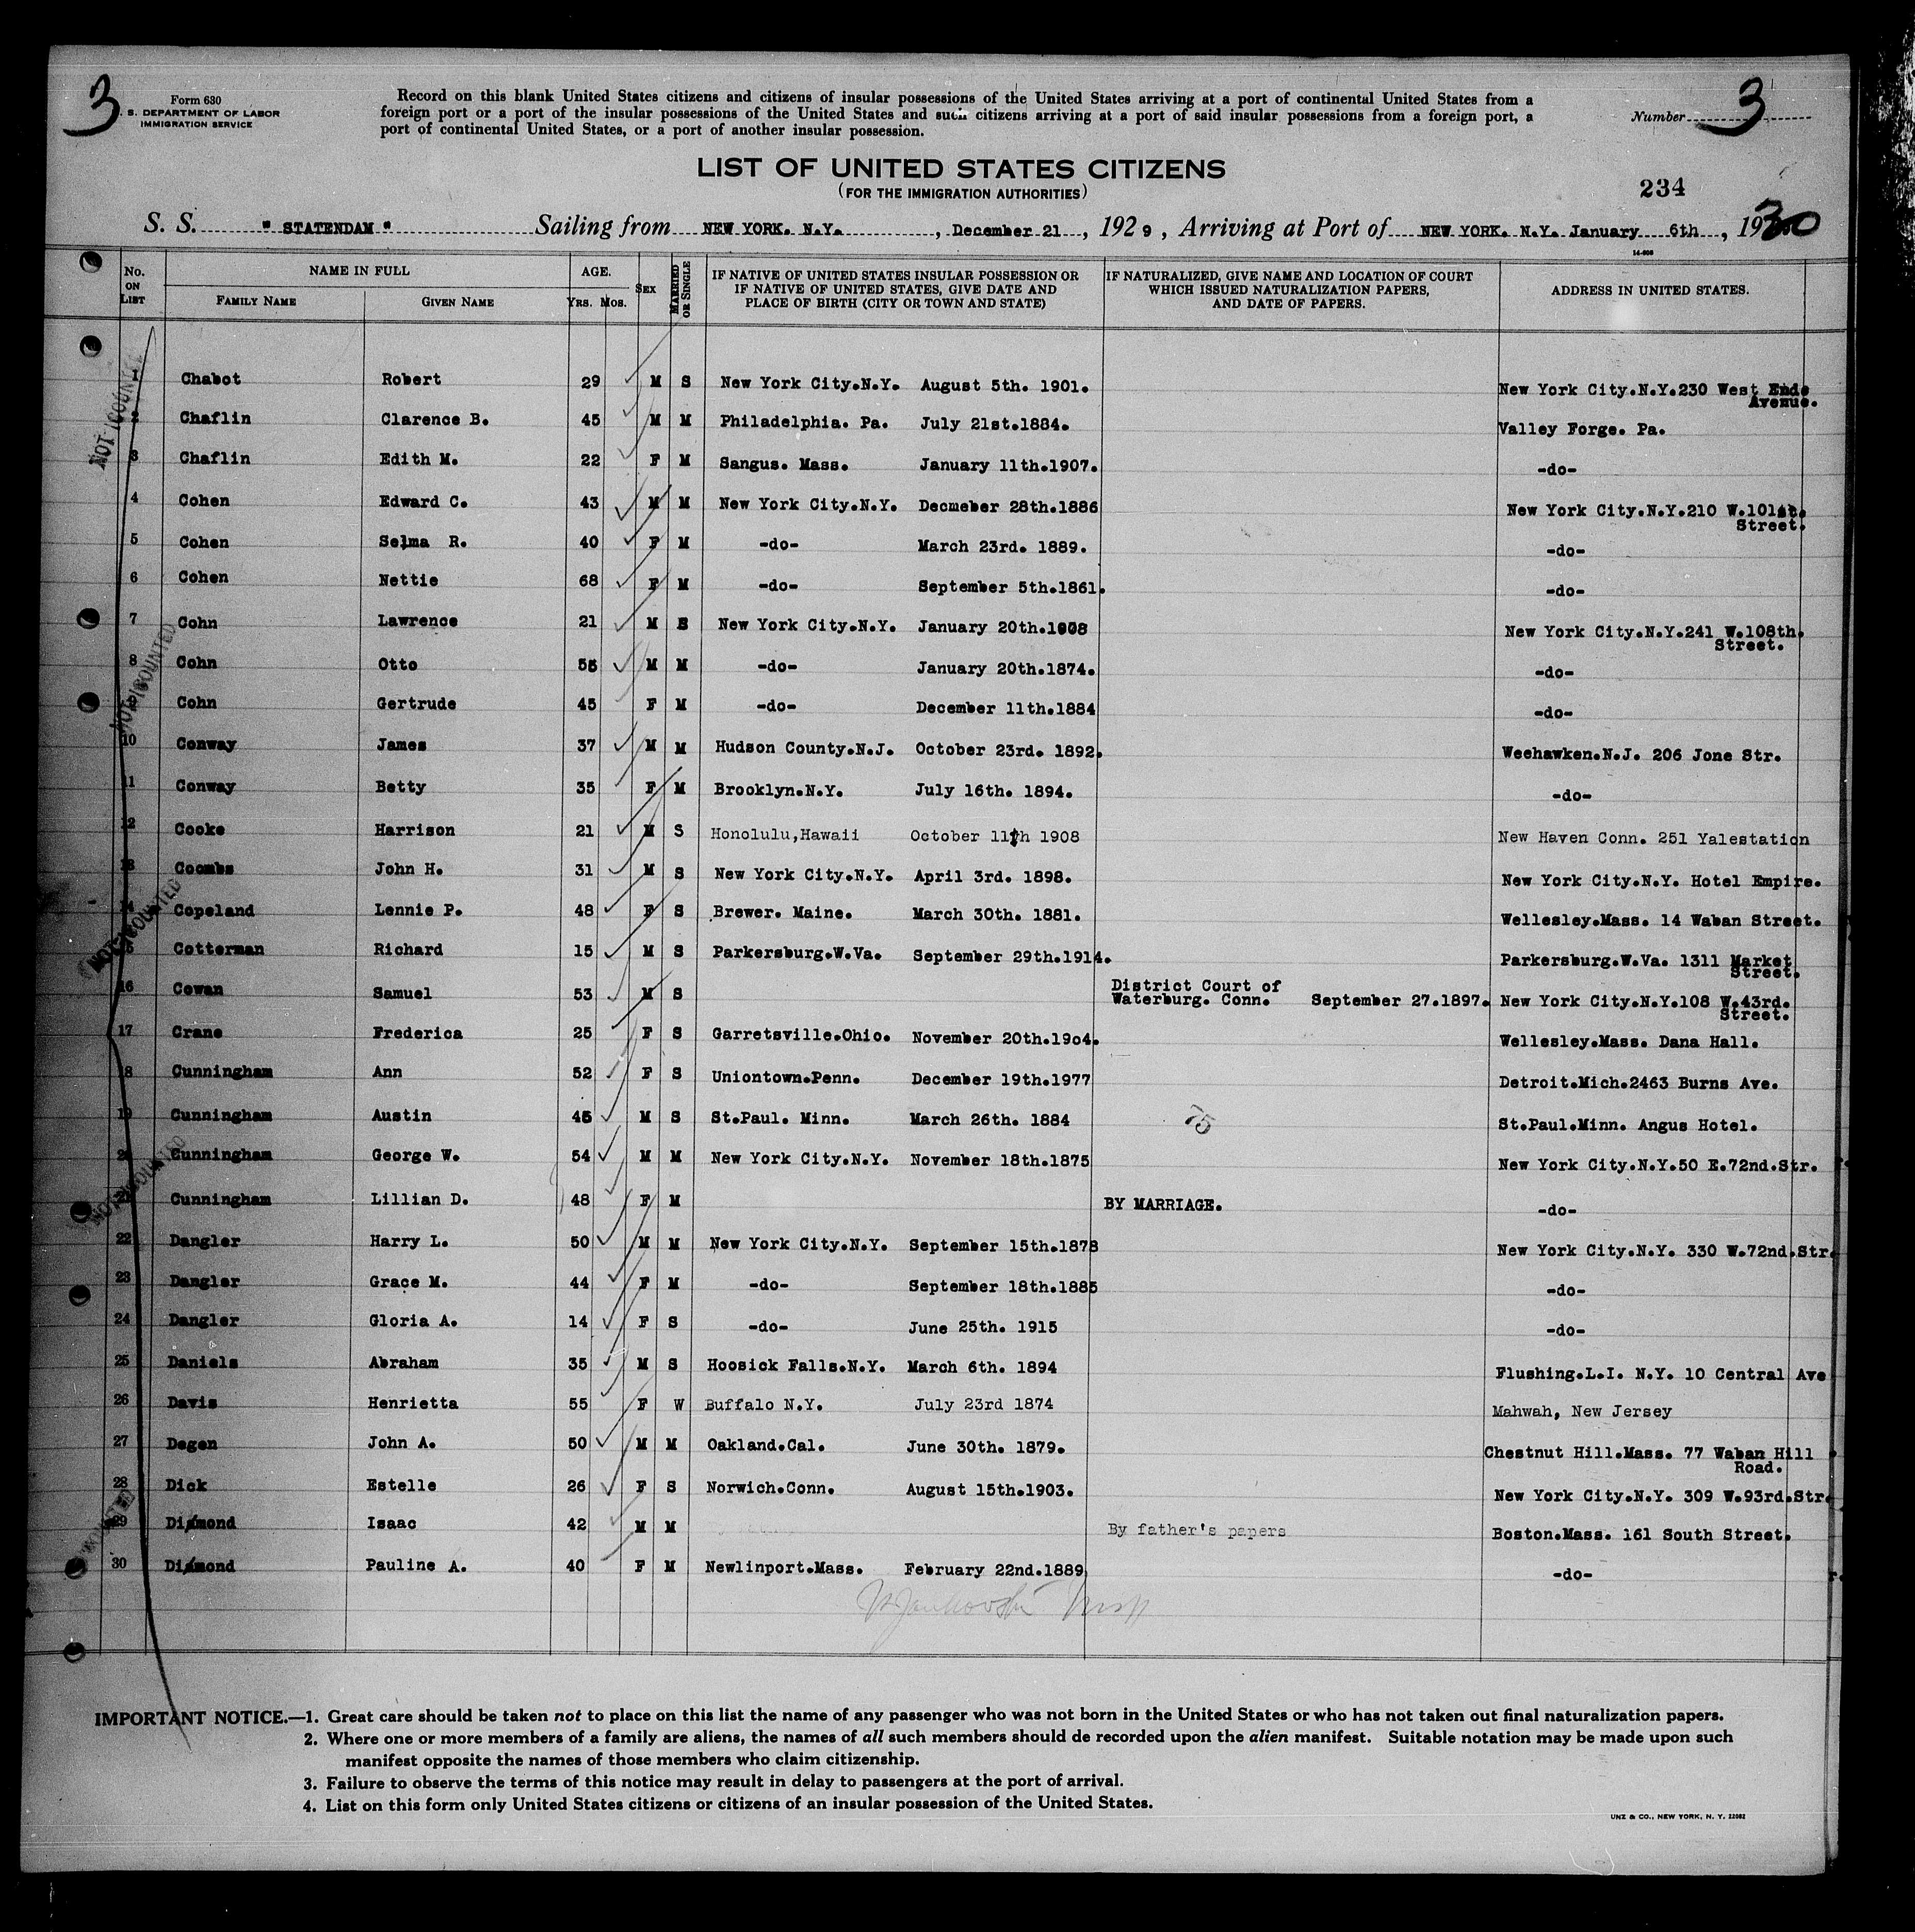 3
Form 630
. S. DEPARTMENT OF LABOR
IMMIGRATION SERVICE
Record on this blank United States citizens and citizens of insular possessions of the United States arriving at a port of continental United States from a
foreign port or a port of the insular possessions of the United States and such citizens arriving at a port of said insular possessions from a foreign port, a
port of continental United States, or a port of another insular possession.
Number 3
LIST OF UNITED STATES CITIZENS
(FOR THE IMMIGRATION AUTHORITIES)
234
S. S. " STATENDAM " Sailing from NEW YORK. N.Y. , December 21 , 1929 , Arriving at Port of NEW YORK. N.Y. January 6th , 1930
No. ON LIST NAME IN FULL FAMILY NAME GIVEN NAME AGE. YRS. MOS. SEX MARRIED OR SINGLE IF NATIVE OF UNITED STATES INSULAR POSSESSION OR IF NATIVE OF UNITED STATES, GIVE DATE AND PLACE OF BIRTH (CITY OR TOWN AND STATE) IF NATURALIZED, GIVE NAME AND LOCATION OF COURT WHICH ISSUED NATURALIZATION PAPERS, AND DATE OF PAPERS. ADDRESS IN UNITED STATES.
1 Chabot Robert 29 M S New York City.N.Y. August 5th. 1901. New York City.N.Y.230 West Ende
Avenue.
2 Chaflin Clarence B. 45 M M Philadelphia. Pa. July 21st.1884. Valley Forge. Pa.
3 Chaflin Edith M. 22 F M Sangus. Mass. January 11th.1907. -do-
4 Cohen Edward C. 43 M M New York City.N.Y. Decmeber 28th.1886 New York City.N.Y.210 W.101st.
Street.
5 Cohen Selma R. 40 F M -do- March 23rd. 1889. -do-
6 Cohen Nettie 68 F M -do- September 5th.1861. -do-
7 Cohn Lawrence 21 M S New York City.N.Y. January 20th.1908 New York City.N.Y.241 W.108th.
Street.
8 Cohn Otto 55 M M -do- January 20th.1874. -do-
9 Cohn Gertrude 45 F M -do- December 11th.1884 -do-
10 Conway James 37 M M Hudson County.N.J. October 23rd. 1892. Weehawken.N.J. 206 Jone Str.
11 Conway Betty 35 F M Brooklyn.N.Y. July 16th. 1894. -do-
12 Cooke Harrison 21 M S Honolulu,Hawaii October 11th 1908 New Haven Conn. 251 Yalestation
13 Coombs John H. 31 M S New York City.N.Y. April 3rd. 1898. New York City.N.Y. Hotel Empire.
14 Copeland Lennie P. 48 F S Brewer. Maine. March 30th. 1881. Wellesley.Mass. 14 Waban Street.
15 Cotterman Richard 15 M S Parkersburg.W.Va. September 29th.1914. Parkersburg.W.Va. 1311 Market
Street.
16 Cowan Samuel 53 M S District Court of
Waterburg. Conn. September 27.1897. New York City.N.Y.108 W.43rd.
Street.
17 Crane Frederica 25 F S Garretsville.Ohio. November 20th.19o4. Wellesley.Mass. Dana Hall.
18 Cunningham Ann 52 F S Uniontown.Penn. December 19th.1977 Detroit.Mich.2463 Burns Ave.
19 Cunningham Austin 45 M S St.Paul. Minn. March 26th. 1884 75 St.Paul.Minn. Angus Hotel.
20 Cunningham George W. 54 M M New York City.N.Y. November 18th.1875 New York City.N.Y.50 E.72nd.Str.
21 Cunningham Lillian D. 48 F M BY MARRIAGE. -do-
22 Dangler Harry L. 50 M M New York City.N.Y. September 15th.1878 New York City.N.Y. 330 W.72nd.Str.
23 Dangler Grace M. 44 F M -do- September 18th.1885 -do-
24 Dangler Gloria A. 14 F S -do- June 25th. 1915 -do-
25 Daniels Abraham 35 M S Hoosick Falls.N.Y. March 6th. 1894 Flushing.L.I. N.Y. 10 Central Ave
26 Davis Henrietta 55 F W Buffalo N.Y. July 23rd 1874 Mahwah, New Jersey
27 Degen John A. 50 M M Oakland.Cal. June 30th. 1879. Chestnut Hill.Mass. 77 Waban Hill
Road.
28 Dick Estelle 26 F S Norwich.Conn. August 15th.1903. New York City.N.Y. 309 W.93rd.Str.
29 Diamond Isaac 42 M M By father's papers Boston.Mass. 161 South Street.
30 Diamond Pauline A. 40 F M Newlinport.Mass. February 22nd.1889 -do-
IMPORTANT NOTICE.—1. Great care should be taken not to place on this list the name of any passenger who was not born in the United States or who has not taken out final naturalization papers.
2. Where one or more members of a family are aliens, the names of all such members should de recorded upon the alien manifest. Suitable notation may be made upon such
manifest opposite the names of those members who claim citizenship.
3. Failure to observe the terms of this notice may result in delay to passengers at the port of arrival.
4. List on this form only United States citizens or citizens of an insular possession of the United States.
UNZ & CO., NEW YORK, N. Y. 22082